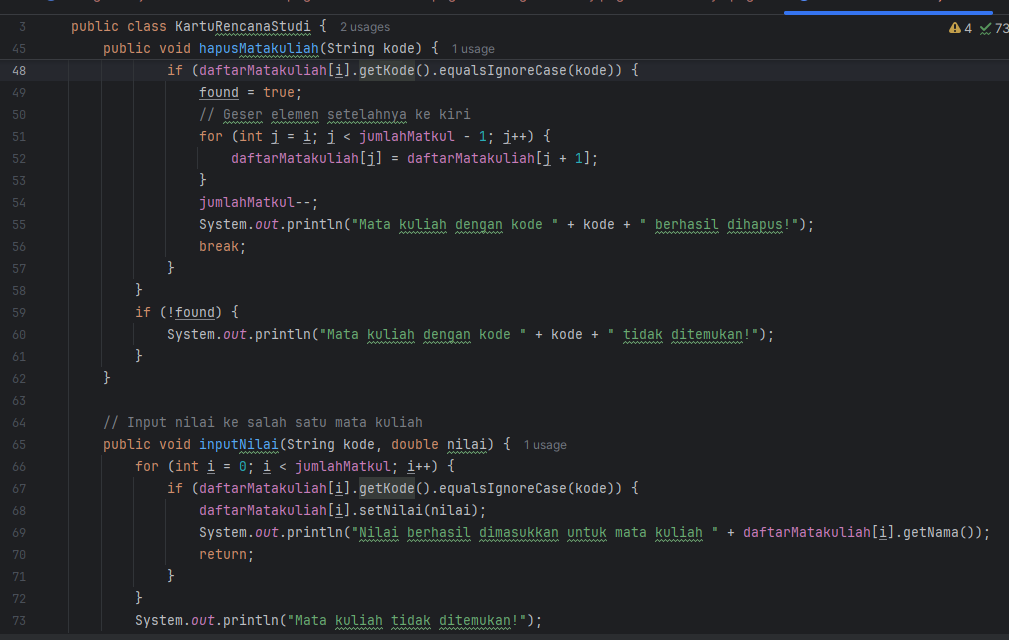 3 public class KartuRencanaStudi { 2 usages
4 73
45 public void hapusMatakuliah(String kode) { 1 usage
48 if (daftarMatakuliah[i].getKode().equalsIgnoreCase(kode)) {
49 found = true;
50 // Geser elemen setelahnya ke kiri
51 for (int j = i; j < jumlahMatkul - 1; j++) {
52 daftarMatakuliah[j] = daftarMatakuliah[j + 1];
53 }
54 jumlahMatkul--;
55 System.out.println("Mata kuliah dengan kode " + kode + " berhasil dihapus!");
56 break;
57 }
58 }
59 if (!found) {
60 System.out.println("Mata kuliah dengan kode " + kode + " tidak ditemukan!");
61 }
62 }
63
64 // Input nilai ke salah satu mata kuliah
65 public void inputNilai(String kode, double nilai) { 1 usage
66 for (int i = 0; i < jumlahMatkul; i++) {
67 if (daftarMatakuliah[i].getKode().equalsIgnoreCase(kode)) {
68 daftarMatakuliah[i].setNilai(nilai);
69 System.out.println("Nilai berhasil dimasukkan untuk mata kuliah " + daftarMatakuliah[i].getNama());
70 return;
71 }
72 }
73 System.out.println("Mata kuliah tidak ditemukan!");